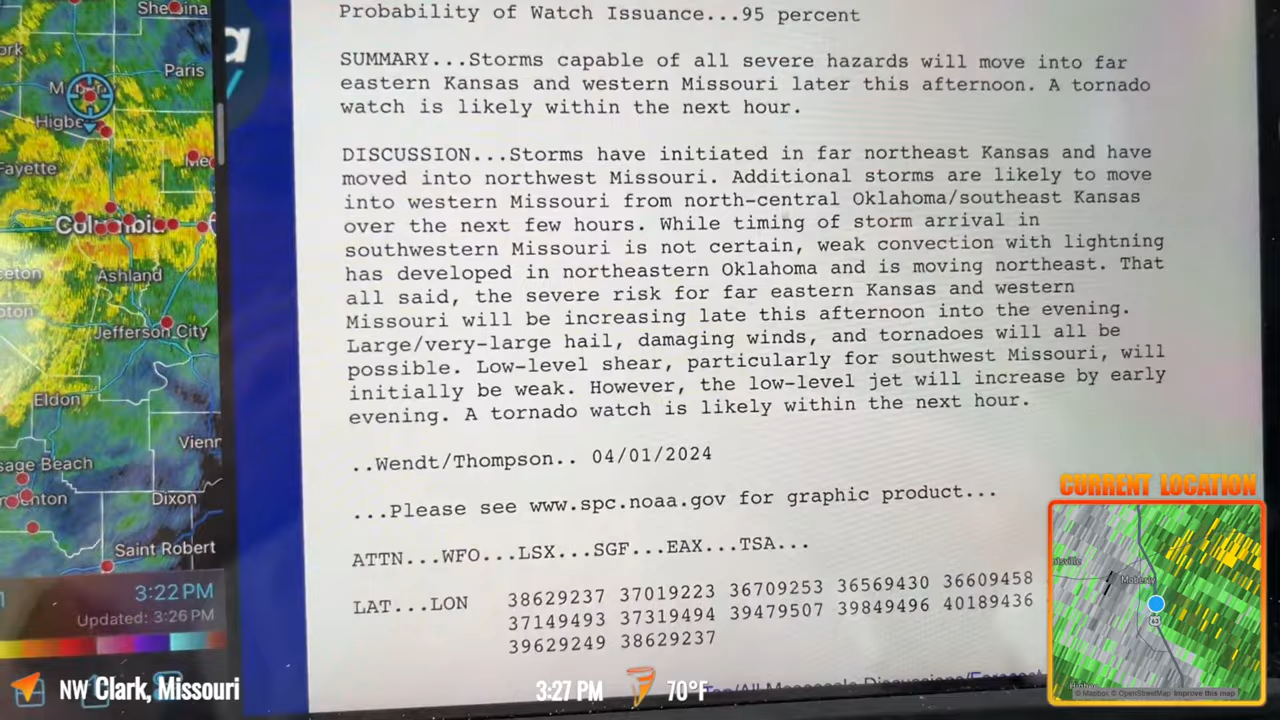 Probability of Watch Issuance...95 percent
SUMMARY...Storms capable of all severe hazards will move into far
eastern Kansas and western Missouri later this afternoon. A tornado
watch is likely within the next hour.
DISCUSSION...Storms have initiated in far northeast Kansas and have
moved into northwest Missouri. Additional storms are likely to move
into western Missouri from north-central Oklahoma/southeast Kansas
over the next few hours. While timing of storm arrival in
southwestern Missouri is not certain, weak convection with lightning
has developed in northeastern Oklahoma and is moving northeast. That
all said, the severe risk for far eastern Kansas and western
Missouri will be increasing late this afternoon into the evening.
Large/very-large hail, damaging winds, and tornadoes will all be
possible. Low-level shear, particularly for southwest Missouri, will
initially be weak. However, the low-level jet will increase by early
evening. A tornado watch is likely within the next hour.
..Wendt/Thompson.. 04/01/2024
...Please see www.spc.noaa.gov for graphic product...
ATTN...WFO...LSX...SGF...EAX...TSA...
LAT...LON 38629237 37019223 36709253 36569430 36609458
37149493 37319494 39479507 39849496 40189436
39629249 38629237
Paris
Fayette
Columbia
Ashland
Jefferson City
Eldon
Dixon
Saint Robert
3:22 PM
Updated: 3:26 PM
CURRENT LOCATION
Moberly
63
© Mapbox © OpenStreetMap Improve this map
NW Clark, Missouri
3:27 PM
70°F